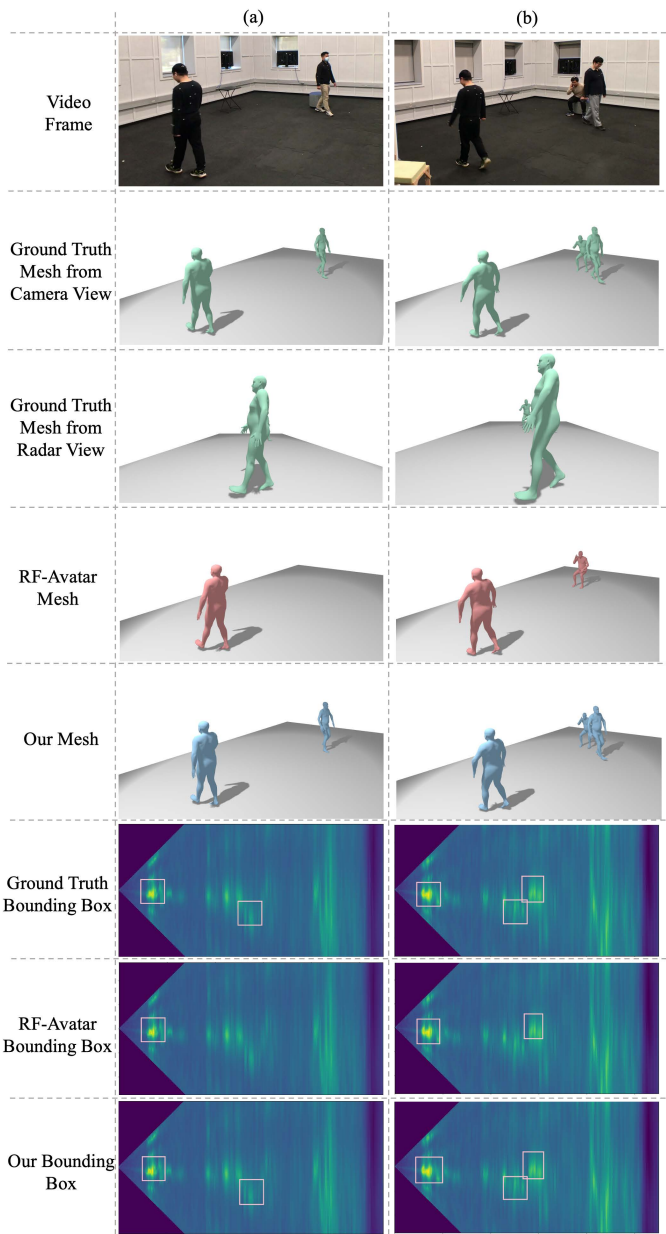 (a)
(b)
Video
Frame
Ground Truth
Mesh from
Camera View
Ground Truth
Mesh from
Radar View
RF-Avatar
Mesh
Our Mesh
Ground Truth
Bounding Box
RF-Avatar
Bounding Box
Our Bounding
Box